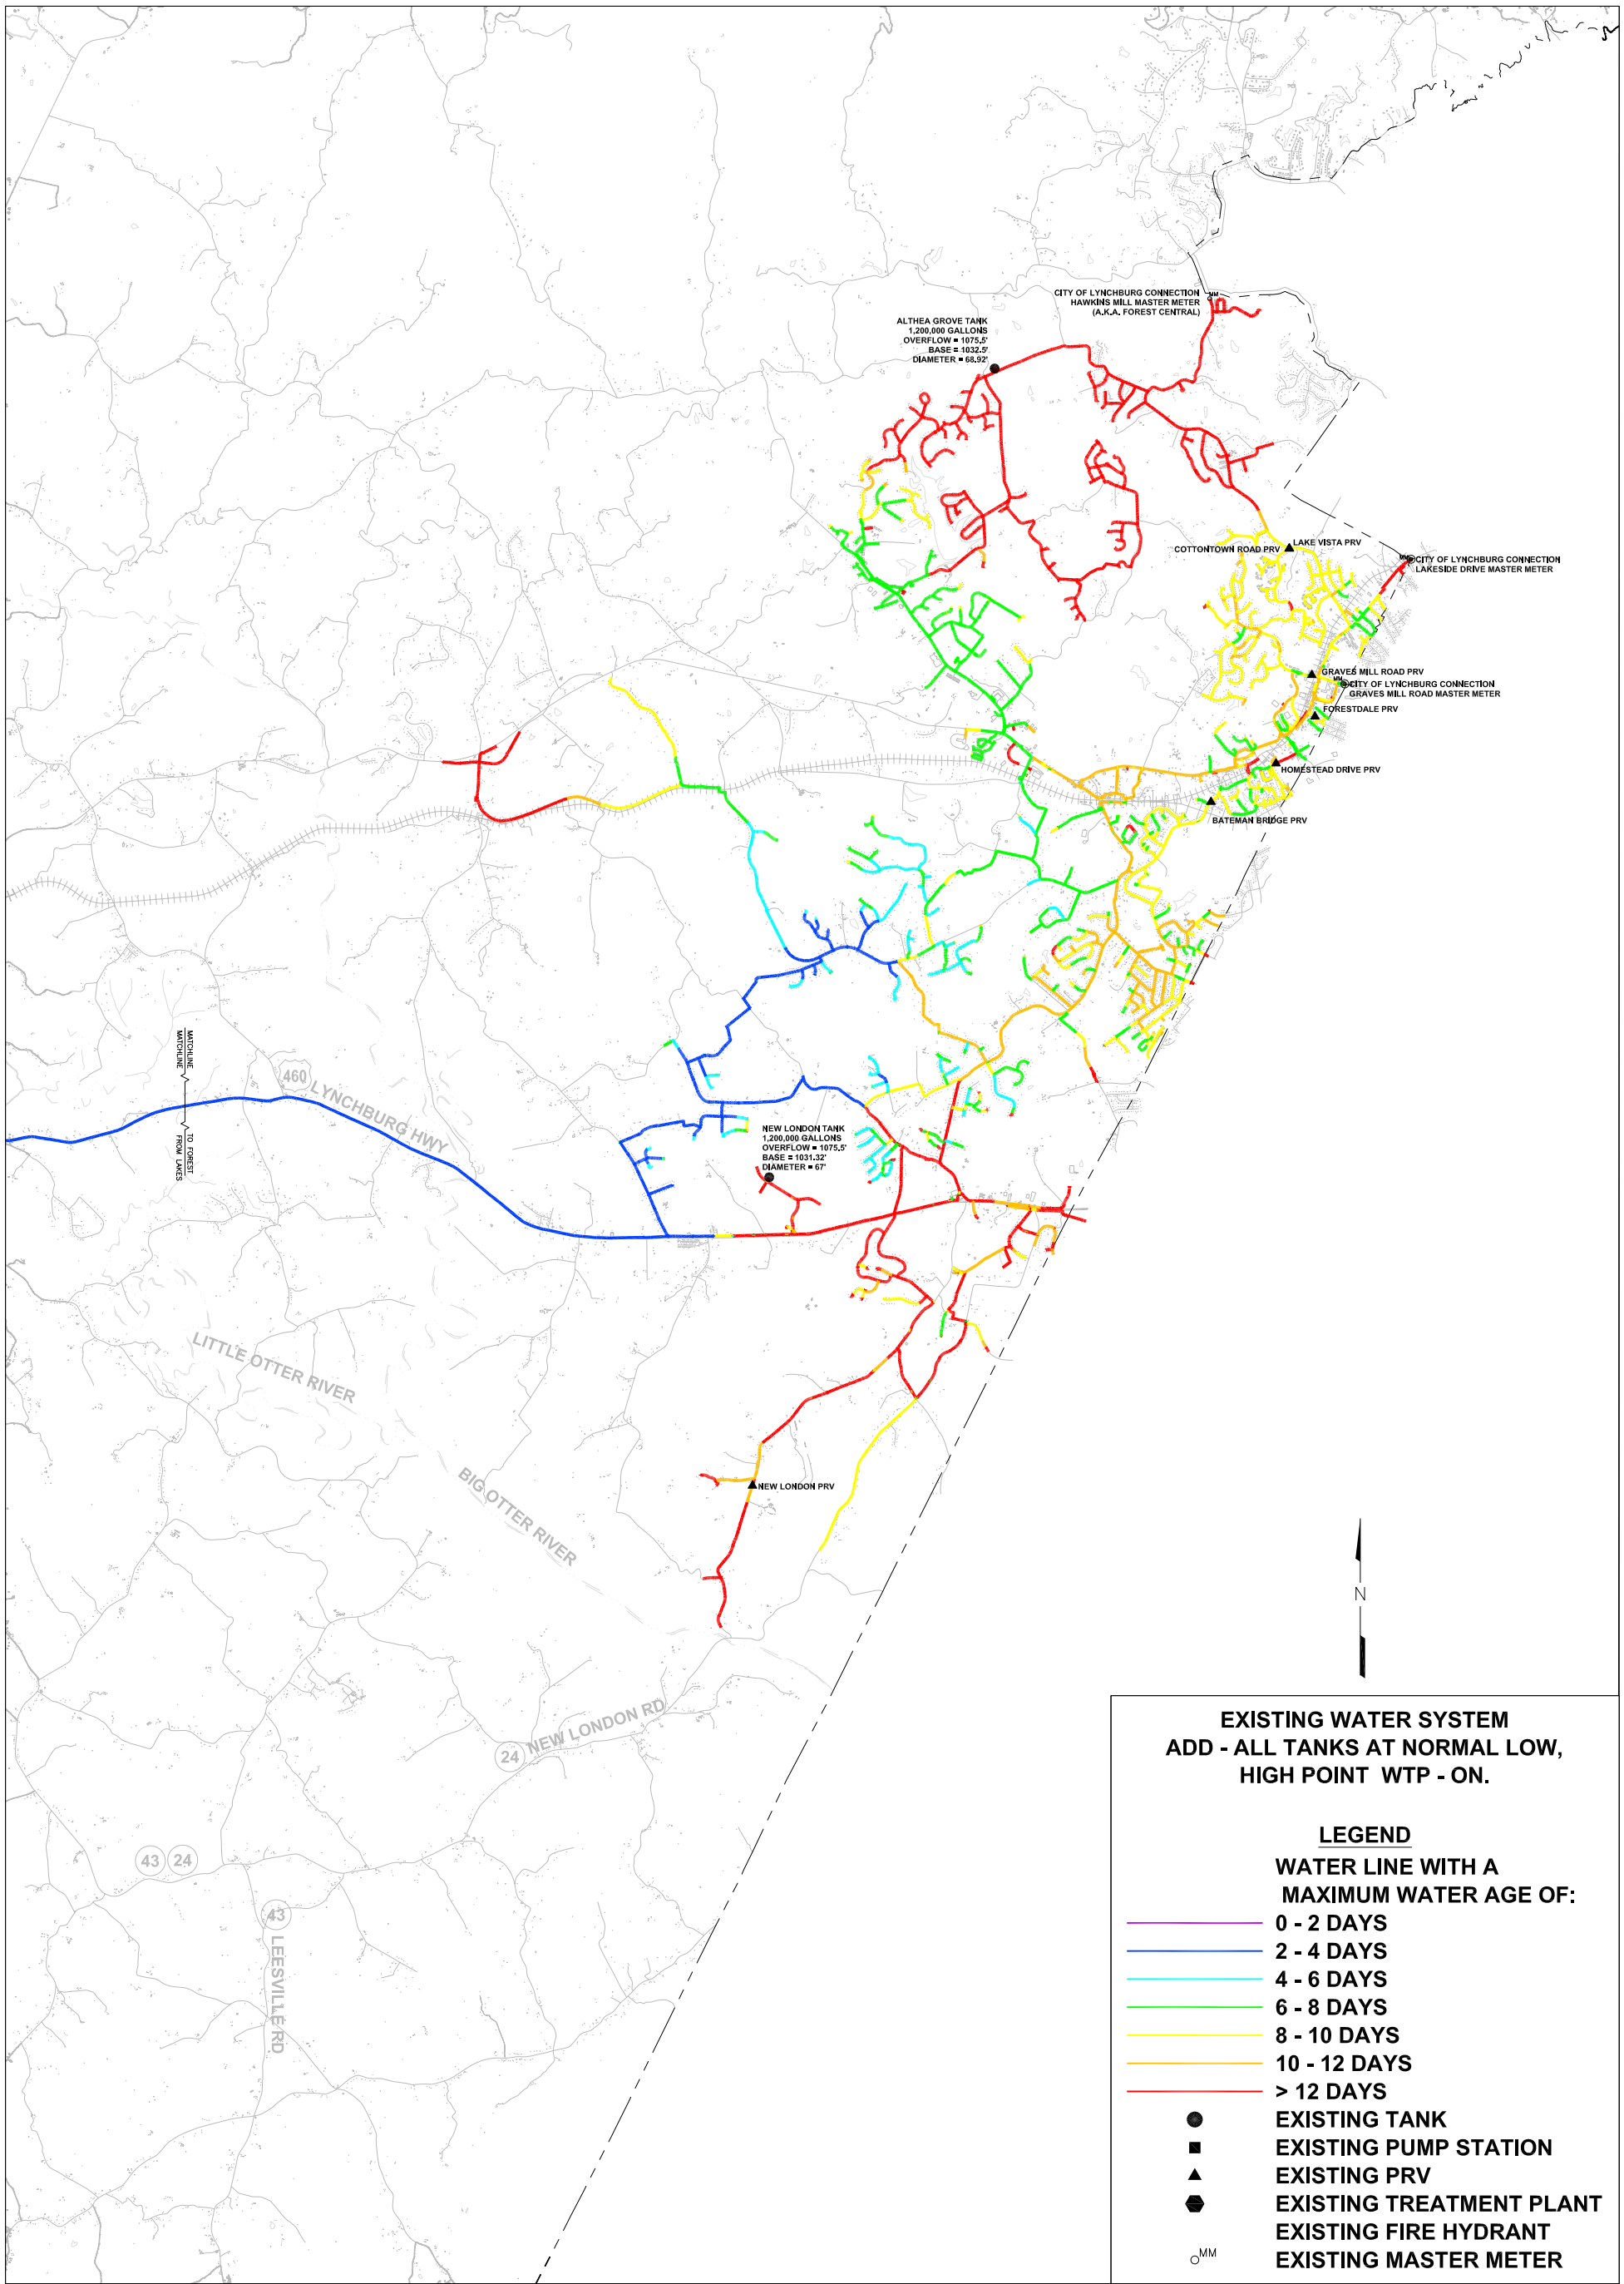 CITY OF LYNCHBURG CONNECTION
HAWKINS MILL MASTER METER
(A.K.A. FOREST CENTRAL)
MM
ALTHEA GROVE TANK
1,200,000 GALLONS
OVERFLOW = 1075.5'
BASE = 1032.5'
DIAMETER = 68.92'
COTTONTOWN ROAD PRV
LAKE VISTA PRV
MM
CITY OF LYNCHBURG CONNECTION
LAKESIDE DRIVE MASTER METER
GRAVES MILL ROAD PRV
MM
CITY OF LYNCHBURG CONNECTION
GRAVES MILL ROAD MASTER METER
FORESTDALE PRV
HOMESTEAD DRIVE PRV
BATEMAN BRIDGE PRV
MATCHLINE
MATCHLINE
TO FOREST
FROM LAKES
460 LYNCHBURG HWY
NEW LONDON TANK
1,200,000 GALLONS
OVERFLOW = 1075.5'
BASE = 1031.32'
DIAMETER = 67'
LITTLE OTTER RIVER
BIG OTTER RIVER
NEW LONDON PRV
24 NEW LONDON RD
43 24
43 LEESVILLE RD
N
EXISTING WATER SYSTEM
ADD - ALL TANKS AT NORMAL LOW,
HIGH POINT WTP - ON.
LEGEND
WATER LINE WITH A
MAXIMUM WATER AGE OF:
0 - 2 DAYS
2 - 4 DAYS
4 - 6 DAYS
6 - 8 DAYS
8 - 10 DAYS
10 - 12 DAYS
> 12 DAYS
EXISTING TANK
EXISTING PUMP STATION
EXISTING PRV
EXISTING TREATMENT PLANT
EXISTING FIRE HYDRANT
MM EXISTING MASTER METER